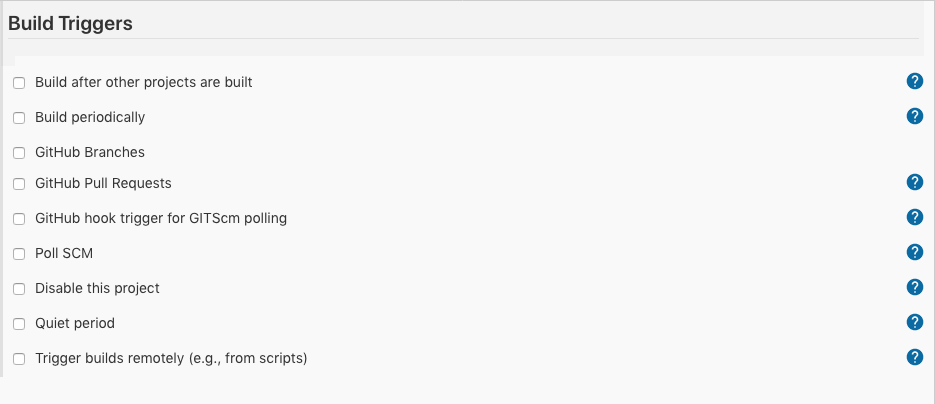 Build Triggers
Build after other projects are built ?
Build periodically ?
GitHub Branches
GitHub Pull Requests ?
GitHub hook trigger for GITScm polling ?
Poll SCM ?
Disable this project ?
Quiet period ?
Trigger builds remotely (e.g., from scripts) ?